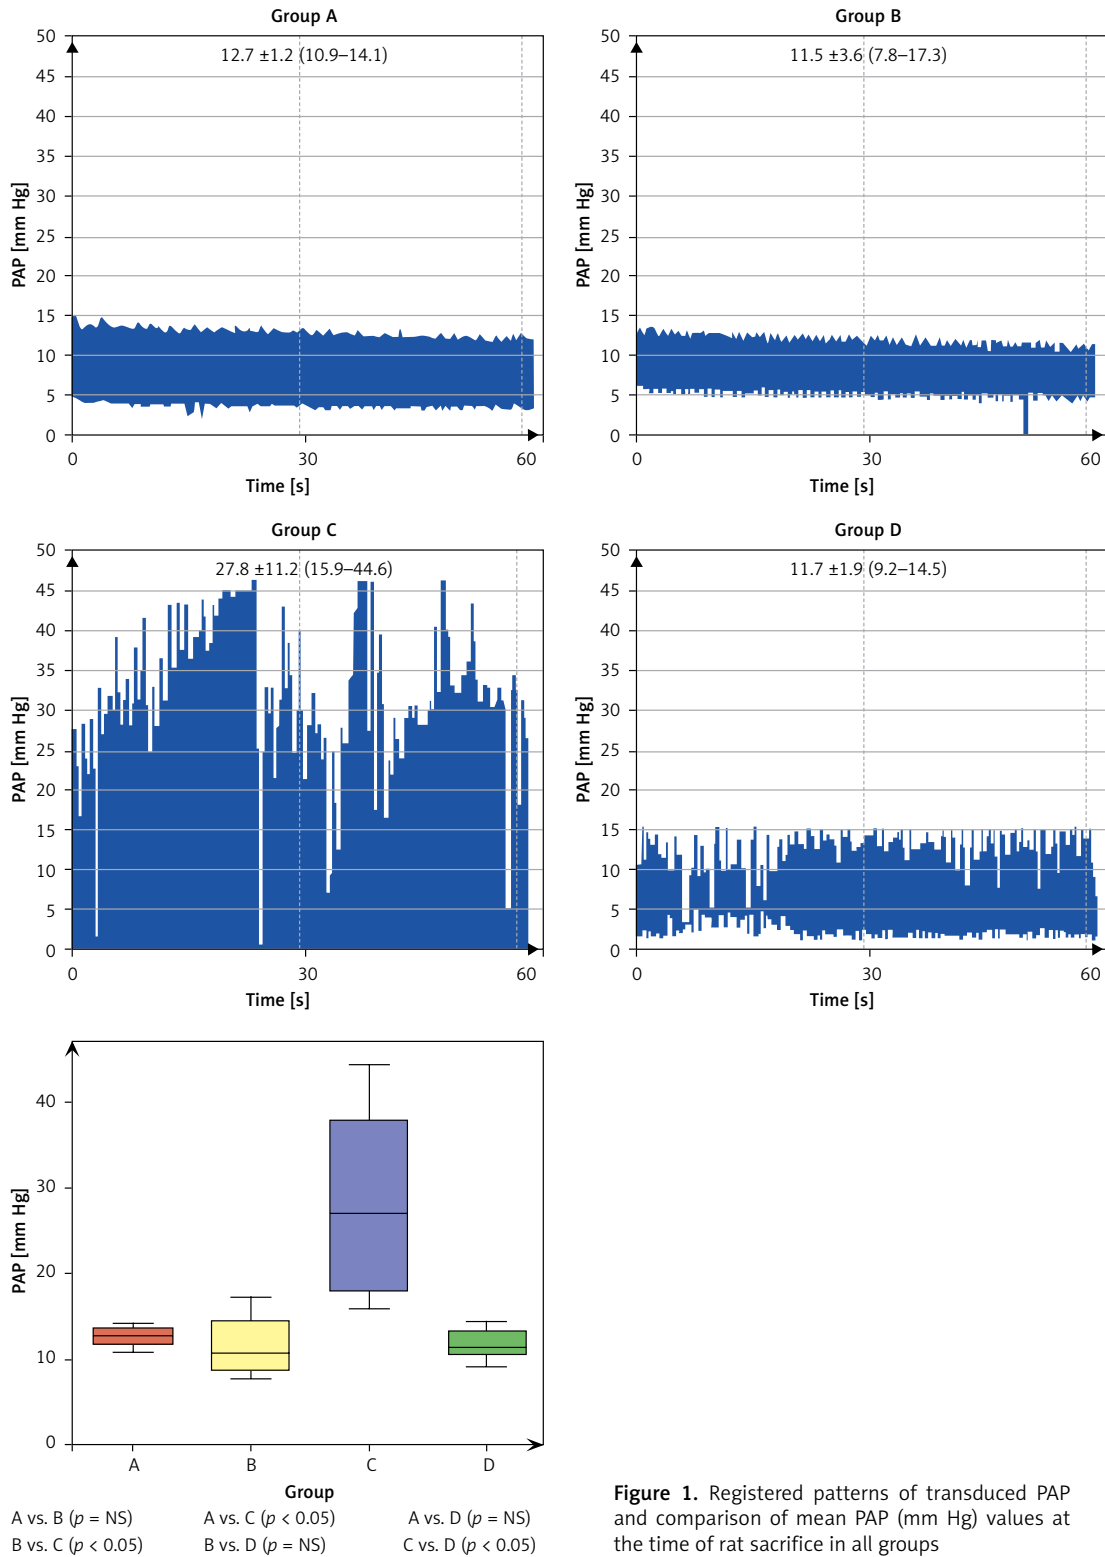 Group A
12.7 ±1.2 (10.9–14.1)
50
45
40
35
30
25
20
15
10
5
0
PAP [mm Hg]
0 30 60
Time [s]
Group B
11.5 ±3.6 (7.8–17.3)
50
45
40
35
30
25
20
15
10
5
0
PAP [mm Hg]
0 30 60
Time [s]
Group C
27.8 ±11.2 (15.9–44.6)
50
45
40
35
30
25
20
15
10
5
0
PAP [mm Hg]
0 30 60
Time [s]
Group D
11.7 ±1.9 (9.2–14.5)
50
45
40
35
30
25
20
15
10
5
0
PAP [mm Hg]
0 30 60
Time [s]
40
30
20
10
0
PAP [mm Hg]
A B C D
Group
A vs. B (p = NS) A vs. C (p < 0.05) A vs. D (p = NS)
B vs. C (p < 0.05) B vs. D (p = NS) C vs. D (p < 0.05)
Figure 1. Registered patterns of transduced PAP
and comparison of mean PAP (mm Hg) values at
the time of rat sacrifice in all groups